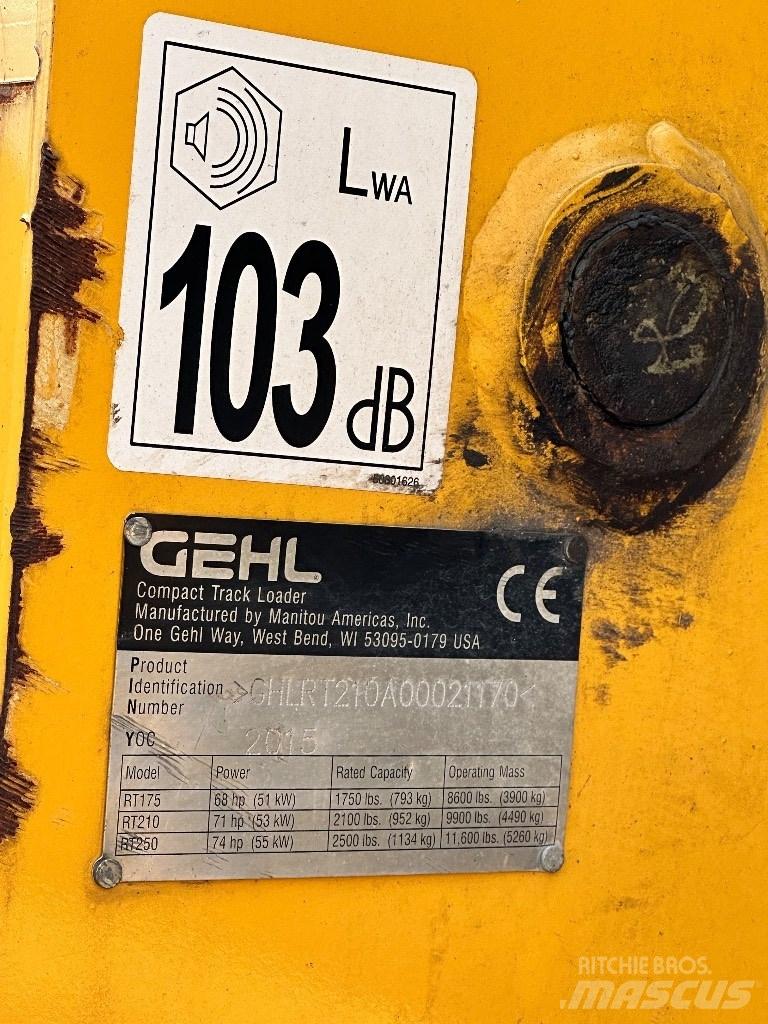 LWA
103 dB
50301626
GEHL
Compact Track Loader
Manufactured by Manitou Americas, Inc.
One Gehl Way, West Bend, WI 53095-0179 USA
CE
Product
Identification >GHLRT210A00021170<
Number
YOC 2015
Model Power Rated Capacity Operating Mass
RT175 68 hp (51 kW) 1750 lbs. (793 kg) 8600 lbs. (3900 kg)
RT210 71 hp (53 kW) 2100 lbs. (952 kg) 9900 lbs. (4490 kg)
RT250 74 hp (55 kW) 2500 lbs. (1134 kg) 11,600 lbs. (5260 kg)
RITCHIE BROS.
MASCUS